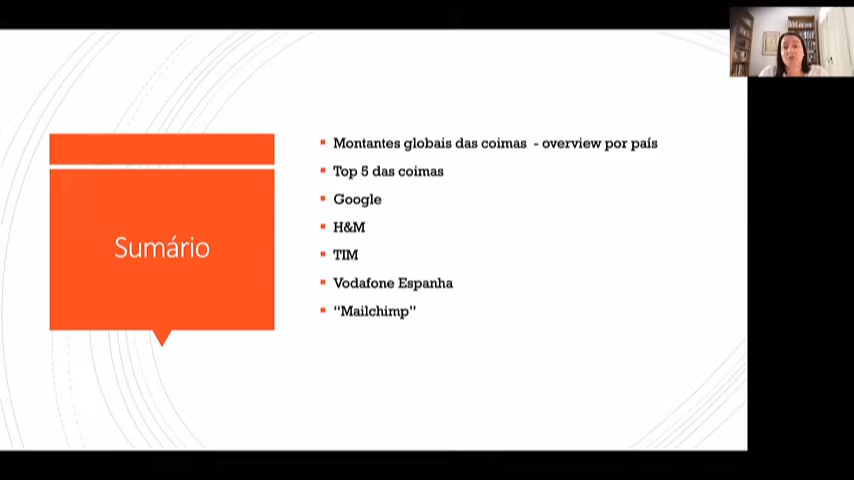 Sumário
Montantes globais das coimas - overview por país
Top 5 das coimas
Google
H&M
TIM
Vodafone Espanha
“Mailchimp”